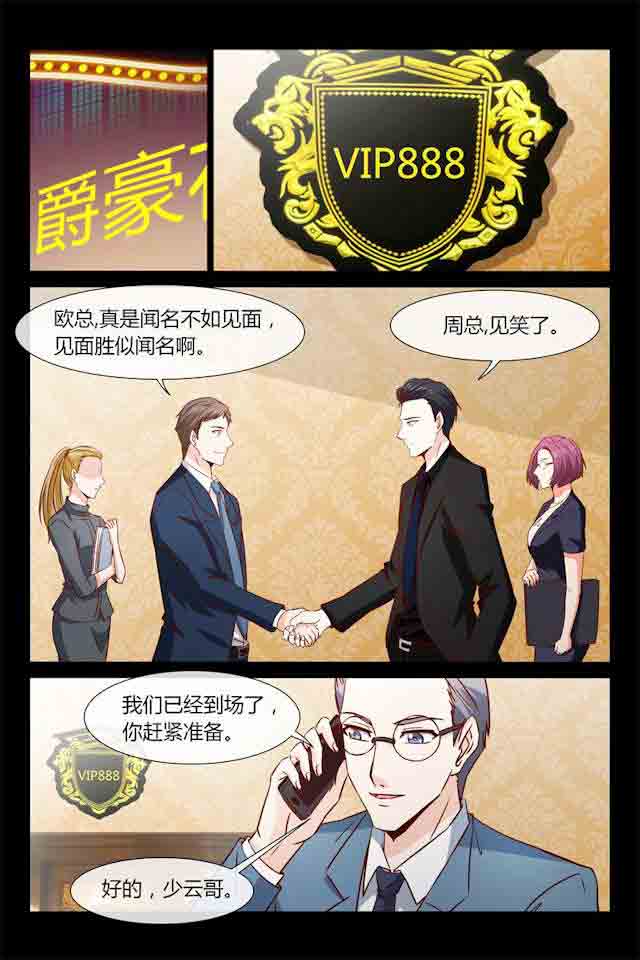 爵豪
VIP888
欧总,真是闻名不如见面，
见面胜似闻名啊。
周总,见笑了。
我们已经到场了，
你赶紧准备。
VIP888
好的，少云哥。